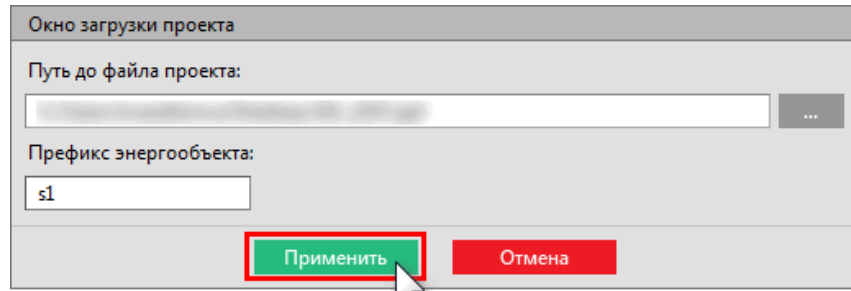 Окно загрузки проекта
Путь до файла проекта:
...
Префикс энергообъекта:
s1
Применить
Отмена